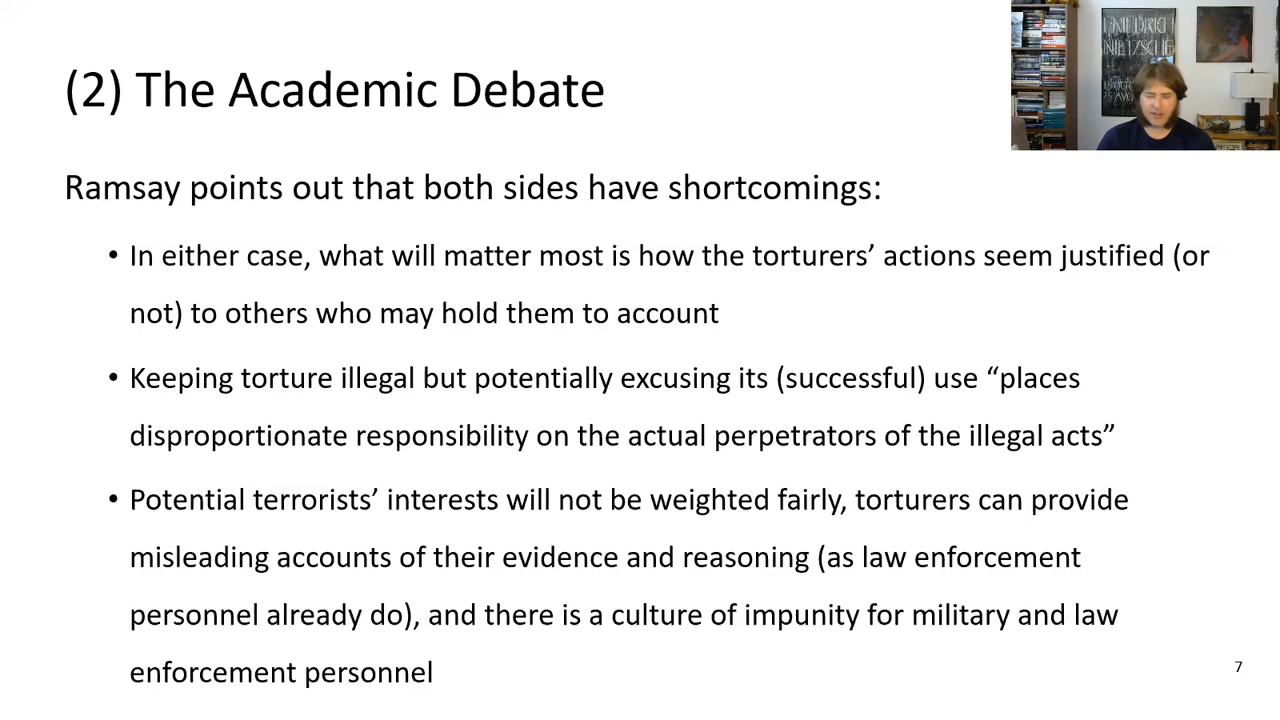 (2) The Academic Debate
FRIEDRICH
NIETZSCHE
Ramsay points out that both sides have shortcomings:
• In either case, what will matter most is how the torturers’ actions seem justified (or
not) to others who may hold them to account
• Keeping torture illegal but potentially excusing its (successful) use “places
disproportionate responsibility on the actual perpetrators of the illegal acts”
• Potential terrorists’ interests will not be weighted fairly, torturers can provide
misleading accounts of their evidence and reasoning (as law enforcement
personnel already do), and there is a culture of impunity for military and law
enforcement personnel
7